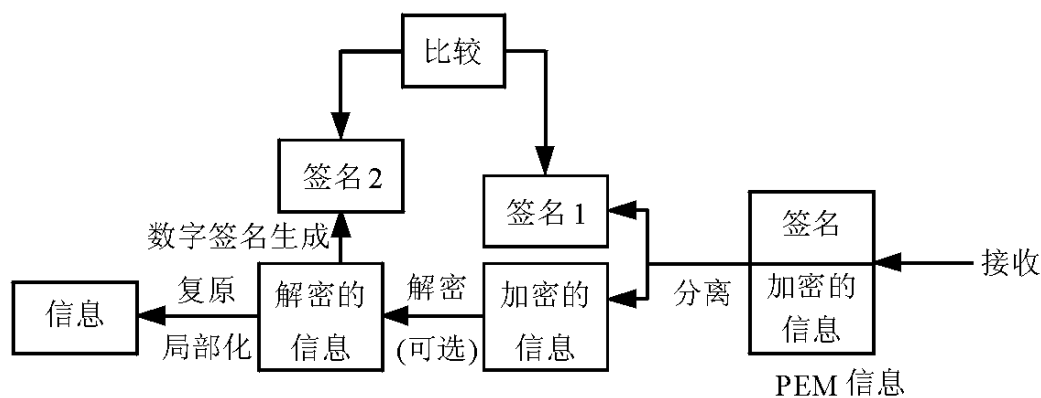 比较
签名2
签名1
签名
数字签名生成
接收
信息
复原
局部化
解密的
信息
解密
(可选)
加密的
信息
分离
加密的
信息
PEM 信息